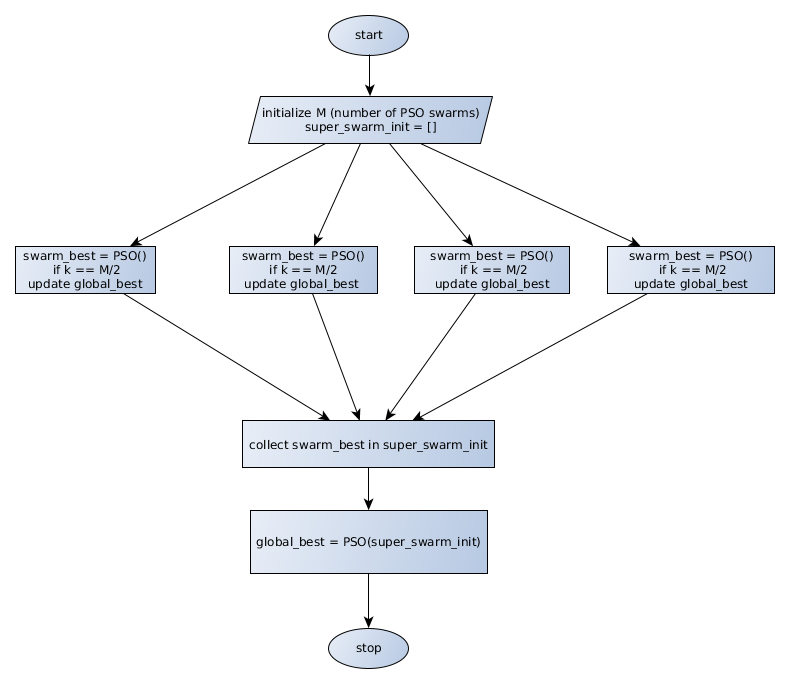 start
initialize M (number of PSO swarms)
super_swarm_init = []
swarm_best = PSO()
if k == M/2
update global_best
swarm_best = PSO()
if k == M/2
update global_best
swarm_best = PSO()
if k == M/2
update global_best
swarm_best = PSO()
if k == M/2
update global_best
collect swarm_best in super_swarm_init
global_best = PSO(super_swarm_init)
stop